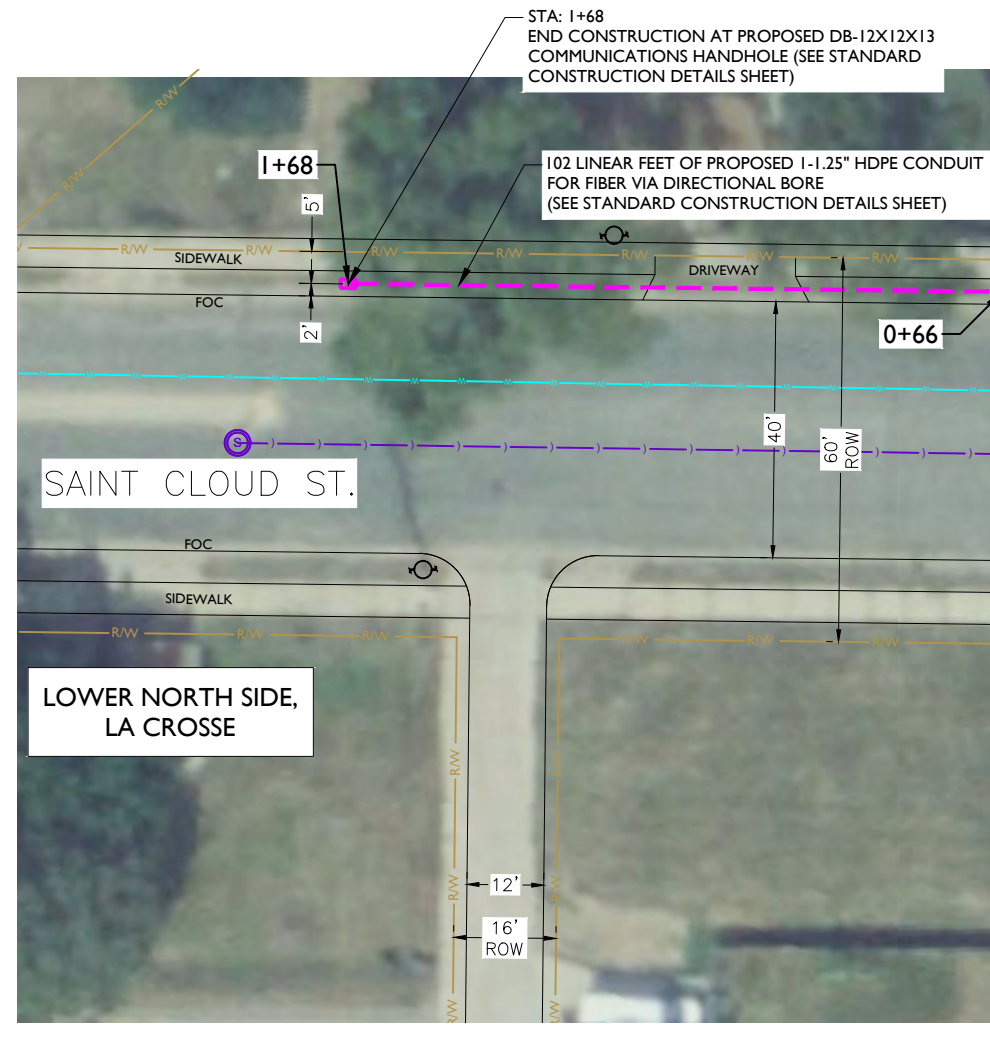 STA: 1+68
END CONSTRUCTION AT PROPOSED DB-12X12X13
COMMUNICATIONS HANDHOLE (SEE STANDARD
CONSTRUCTION DETAILS SHEET)
R/W
1+68
102 LINEAR FEET OF PROPOSED 1-1.25" HDPE CONDUIT
FOR FIBER VIA DIRECTIONAL BORE
(SEE STANDARD CONSTRUCTION DETAILS SHEET)
R/W
5'
R/W R/W R/W R/W R/W R/W
SIDEWALK
DRIVEWAY
FOC
2'
0+66
W W W W W W W W W W W W
40'
60'
ROW
S
SAINT CLOUD ST.
FOC
SIDEWALK
R/W R/W R/W R/W R/W R/W
LOWER NORTH SIDE,
LA CROSSE
R/W R/W
12'
R/W R/W
16'
ROW
R/W R/W